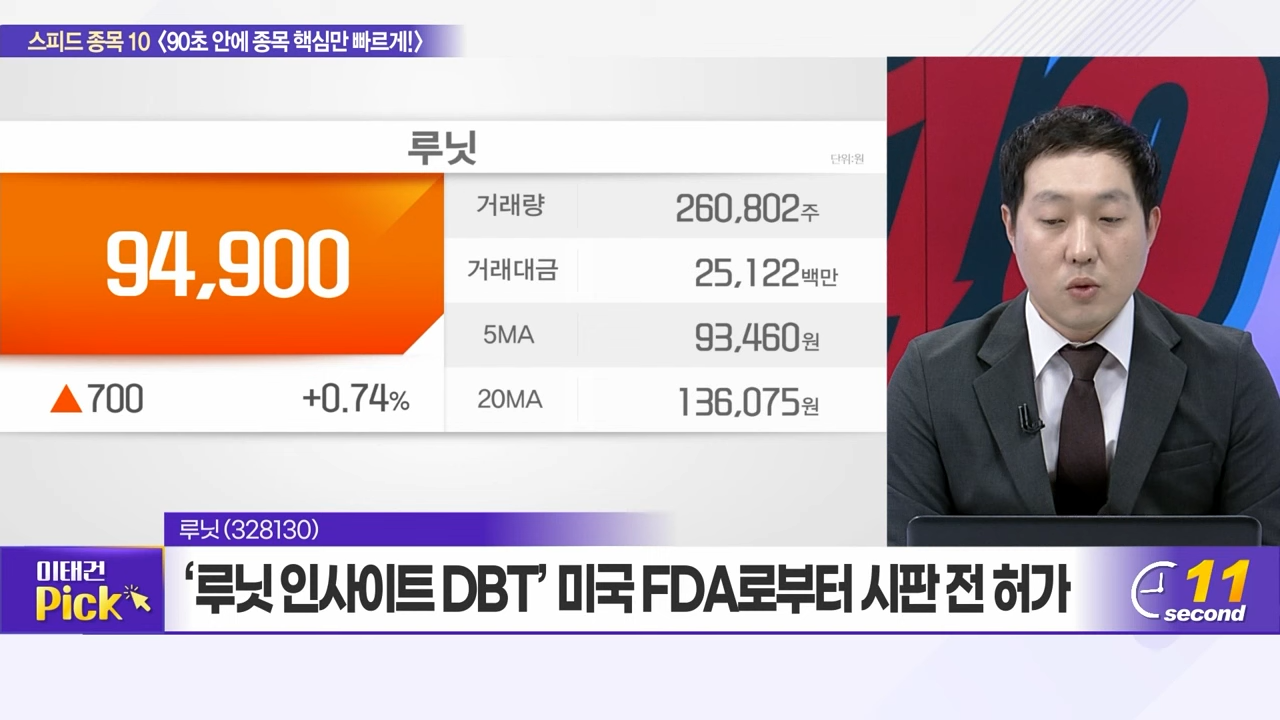 스피드 종목 10 〈90초 안에 종목 핵심만 빠르게!〉
루닛
단위:원
94,900
▲700 +0.74%
거래량 260,802주
거래대금 25,122백만
5MA 93,460원
20MA 136,075원
10
루닛(328130)
이태건
Pick
‘루닛 인사이트 DBT’ 미국 FDA로부터 시판 전 허가
11
second